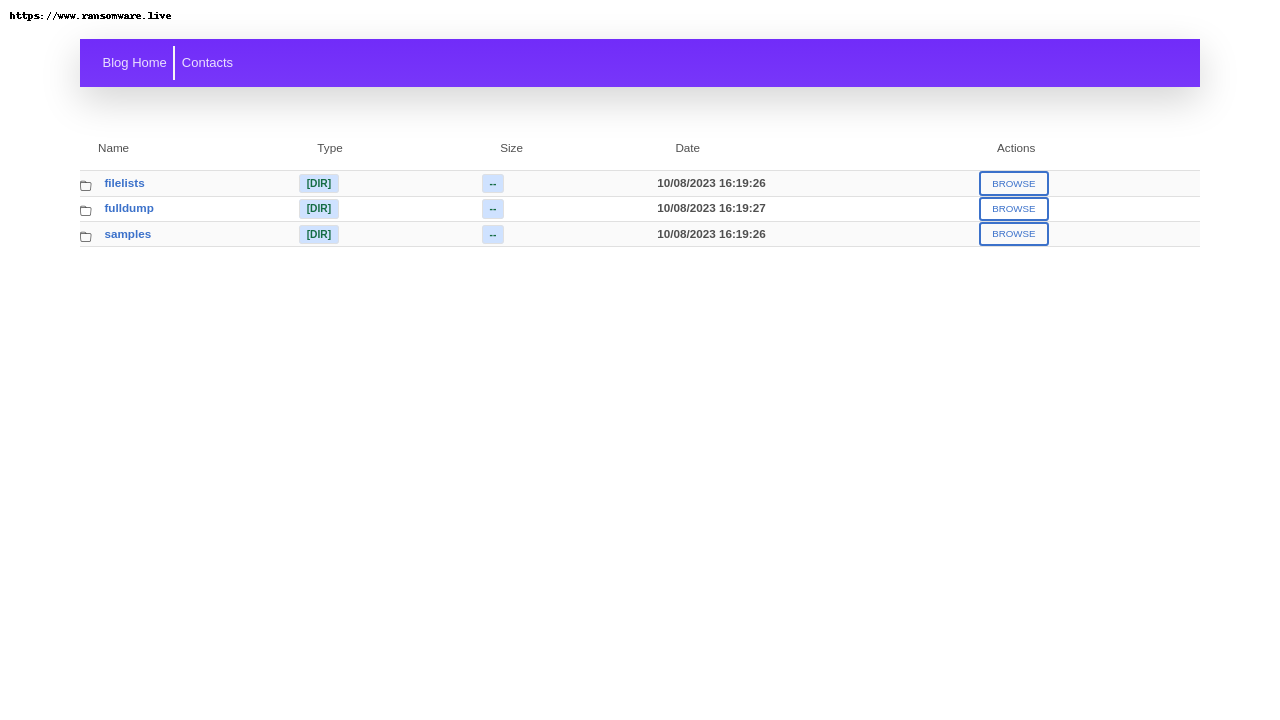 https://www.ransomware.live
Blog Home Contacts
Name Type Size Date Actions
filelists [DIR] -- 10/08/2023 16:19:26 BROWSE
fulldump [DIR] -- 10/08/2023 16:19:27 BROWSE
samples [DIR] -- 10/08/2023 16:19:26 BROWSE